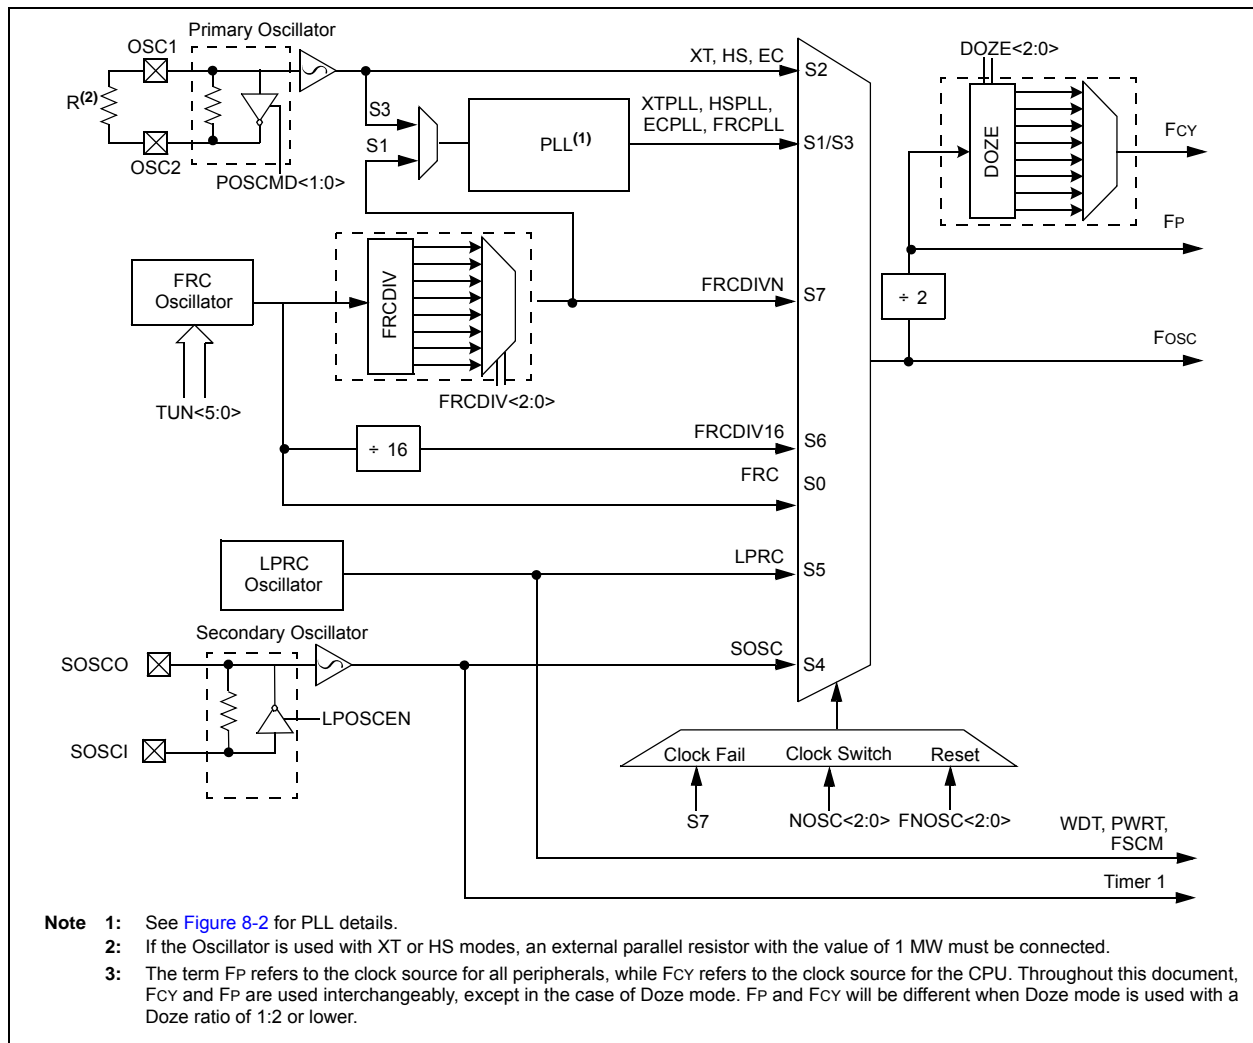 Primary Oscillator
OSC1
R(2)
OSC2
POSCMD<1:0>
S3
S1
PLL(1)
XT, HS, EC
S2
XTPLL, HSPLL,
ECPLL, FRCPLL
S1/S3
DOZE<2:0>
DOZE
FCY
FP
÷ 2
FOSC
FRC
Oscillator
TUN<5:0>
FRCDIV
FRCDIV<2:0>
FRCDIVN
S7
÷ 16
FRCDIV16
S6
FRC
S0
LPRC
Oscillator
LPRC
S5
Secondary Oscillator
SOSCO
SOSCI
LPOSCEN
SOSC
S4
Clock Fail
Clock Switch
Reset
S7
NOSC<2:0>
FNOSC<2:0>
WDT, PWRT,
FSCM
Timer 1
Note 1: See Figure 8-2 for PLL details.
2: If the Oscillator is used with XT or HS modes, an external parallel resistor with the value of 1 MW must be connected.
3: The term FP refers to the clock source for all peripherals, while FCY refers to the clock source for the CPU. Throughout this document,
FCY and FP are used interchangeably, except in the case of Doze mode. FP and FCY will be different when Doze mode is used with a
Doze ratio of 1:2 or lower.